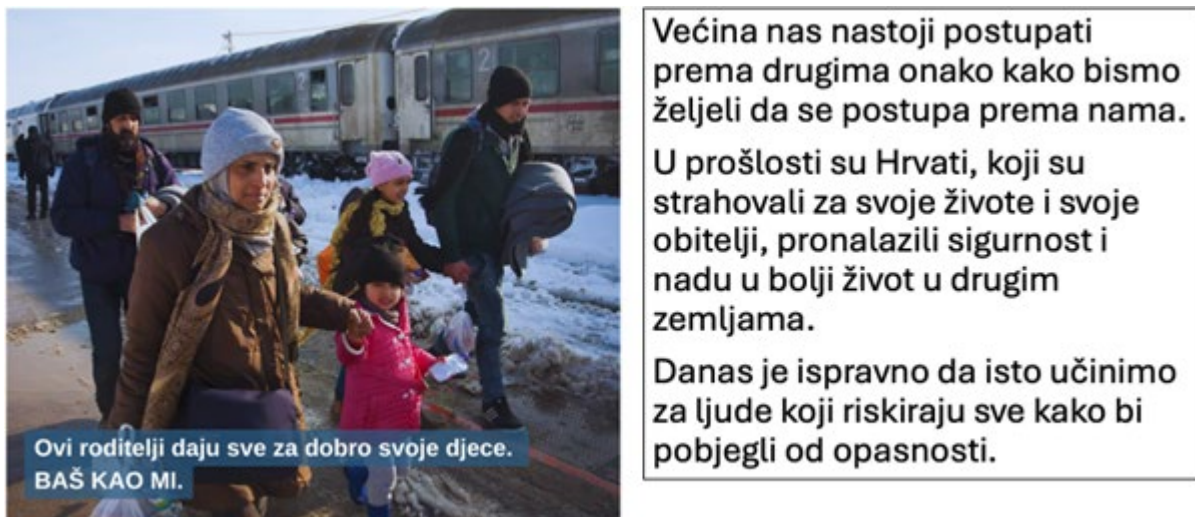 Ovi roditelji daju sve za dobro svoje djece.
BAŠ KAO MI.
Većina nas nastoji postupati
prema drugima onako kako bismo
željeli da se postupa prema nama.
U prošlosti su Hrvati, koji su
strahovali za svoje živote i svoje
obitelji, pronalazili sigurnost i
nadu u bolji život u drugim
zemljama.
Danas je ispravno da isto učinimo
za ljude koji riskiraju sve kako bi
pobjegli od opasnosti.